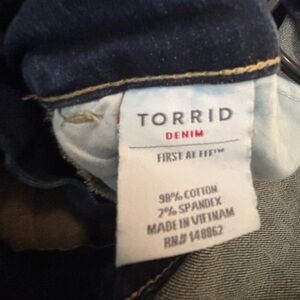 TORRID
DENIM
FIRST AT FIT™
98% COTTON
2% SPANDEX
MADE IN VIETNAM
RN# 148862